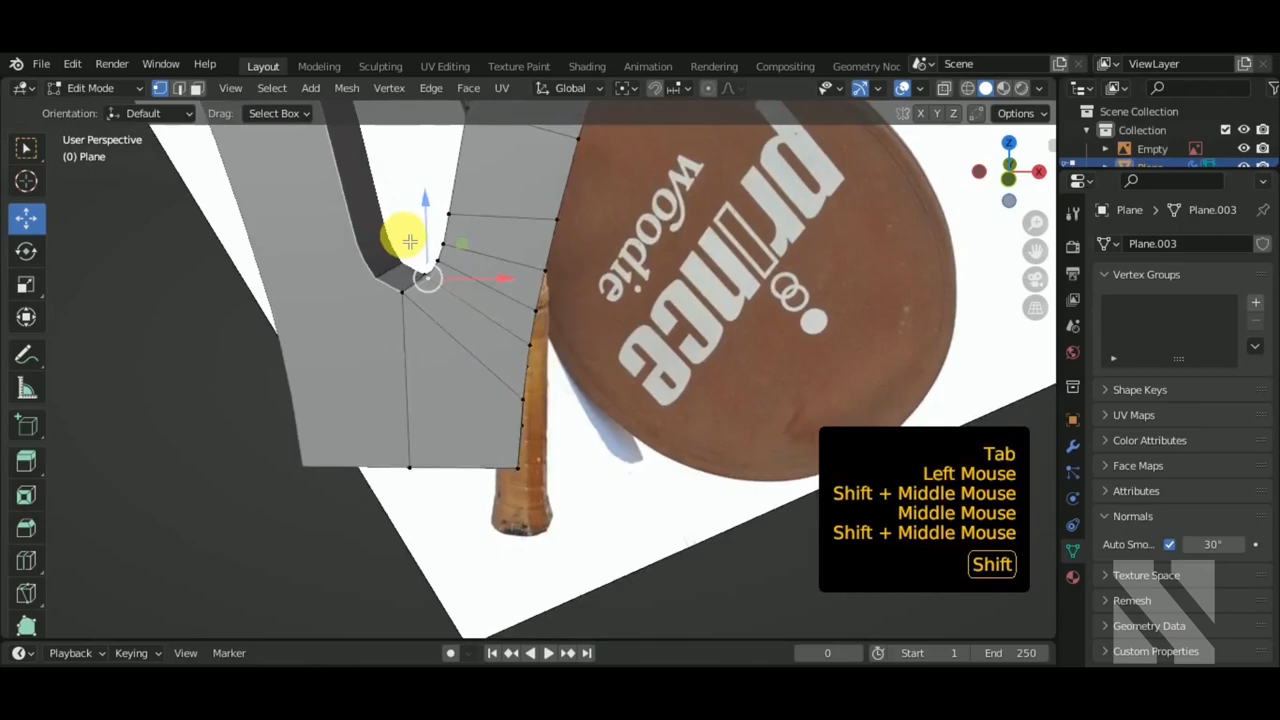 File Edit Render Window Help
Layout Modeling Sculpting UV Editing Texture Paint Shading Animation Rendering Compositing Geometry Noc
Scene
ViewLayer
Edit Mode
View Select Add Mesh Vertex Edge Face UV
Global
Orientation: Default Drag: Select Box
X Y Z
Options
User Perspective
(0) Plane
Z
X
Scene Collection
Collection
Empty
Plane
Plane.003
Plane.003
Vertex Groups
Shape Keys
UV Maps
Color Attributes
Face Maps
Attributes
Normals
Auto Smo... 30°
Texture Space
Remesh
Geometry Data
Custom Properties
prince
woodie
Tab
Left Mouse
Shift + Middle Mouse
Middle Mouse
Shift + Middle Mouse
Shift
Playback Keying View Marker
0 Start 1 End 250